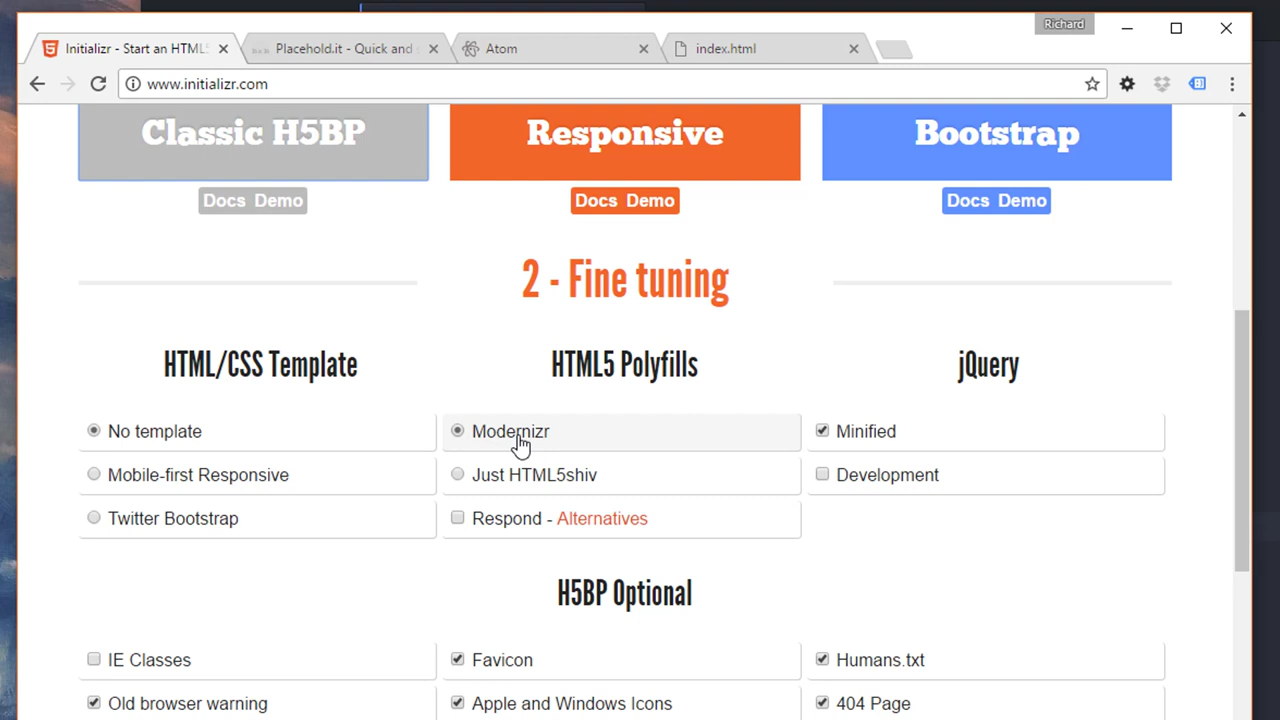 Richard
Initializr - Start an HTML5
Placehold.it - Quick and
Atom
index.html
www.initializr.com
Classic H5BP
Responsive
Bootstrap
Docs Demo
Docs Demo
Docs Demo
2 - Fine tuning
HTML/CSS Template
HTML5 Polyfills
jQuery
No template
Modernizr
Minified
Mobile-first Responsive
Just HTML5shiv
Development
Twitter Bootstrap
Respond - Alternatives
H5BP Optional
IE Classes
Favicon
Humans.txt
Old browser warning
Apple and Windows Icons
404 Page